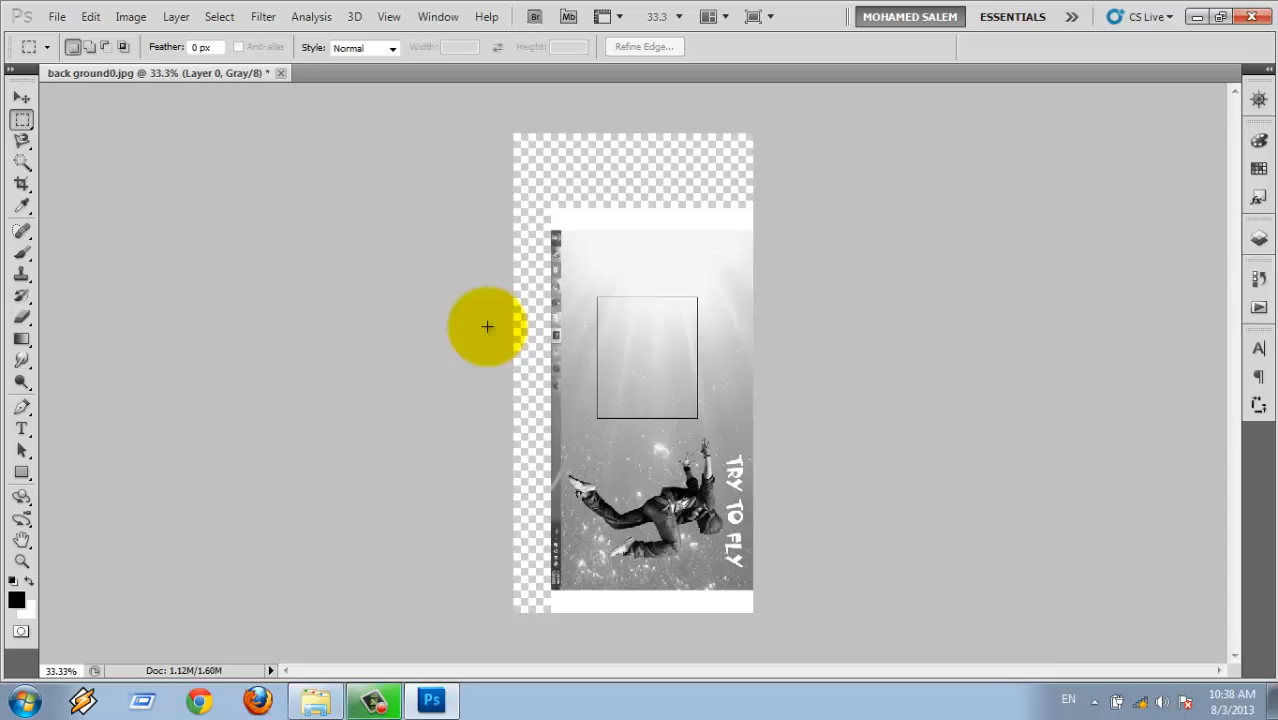 Ps File Edit Image Layer Select Filter Analysis 3D View Window Help Br Mb 33.3 MOHAMED SALEM ESSENTIALS CS Live
Feather: 0 px Anti-alias Style: Normal Width: Height: Refine Edge...
back ground0.jpg @ 33.3% (Layer 0, Gray/8) *
TRY TO FLY
33.33% Doc: 1.12M/1.60M
Ps EN 10:38 AM
8/3/2013